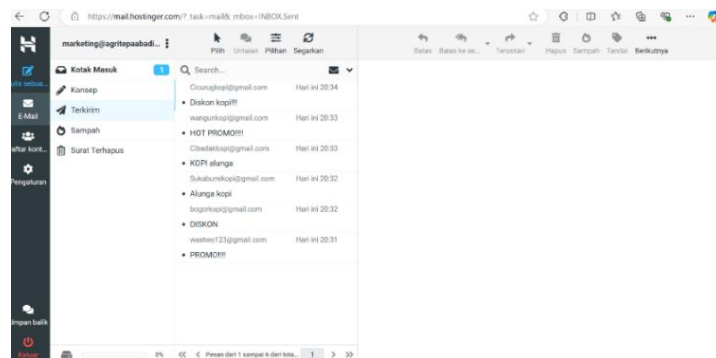 https://mail.hostinger.com/?_task=mail&_mbox=INBOX.Sent
marketing@agritepaabadi...
Pilih Untaian Pilihan Segarkan
Balas Balas ke se... Teruskan Hapus Sampah Tandai Berikutnya
E-Mail
Pengaturan
Keluar
Kotak Masuk 1
Konsep
Terkirim
Sampah
Surat Terhapus
Search...
Cicurugkopi@gmail.com Hari ini 20:34
• Diskon kopi!!!
wangunkopi@gmail.com Hari ini 20:33
• HOT PROMO!!!!
Cibadakkopi@gmail.com Hari ini 20:33
• KOPI alunga
Sukabumikopi@gmail.com Hari ini 20:32
• Alunga kopi
bogorkopi@gmail.com Hari ini 20:32
• DISKON
wastwo123@gmail.com Hari ini 20:31
• PROMO!!!!
0%
Pesan dari 1 sampai 6 dari tota... 1